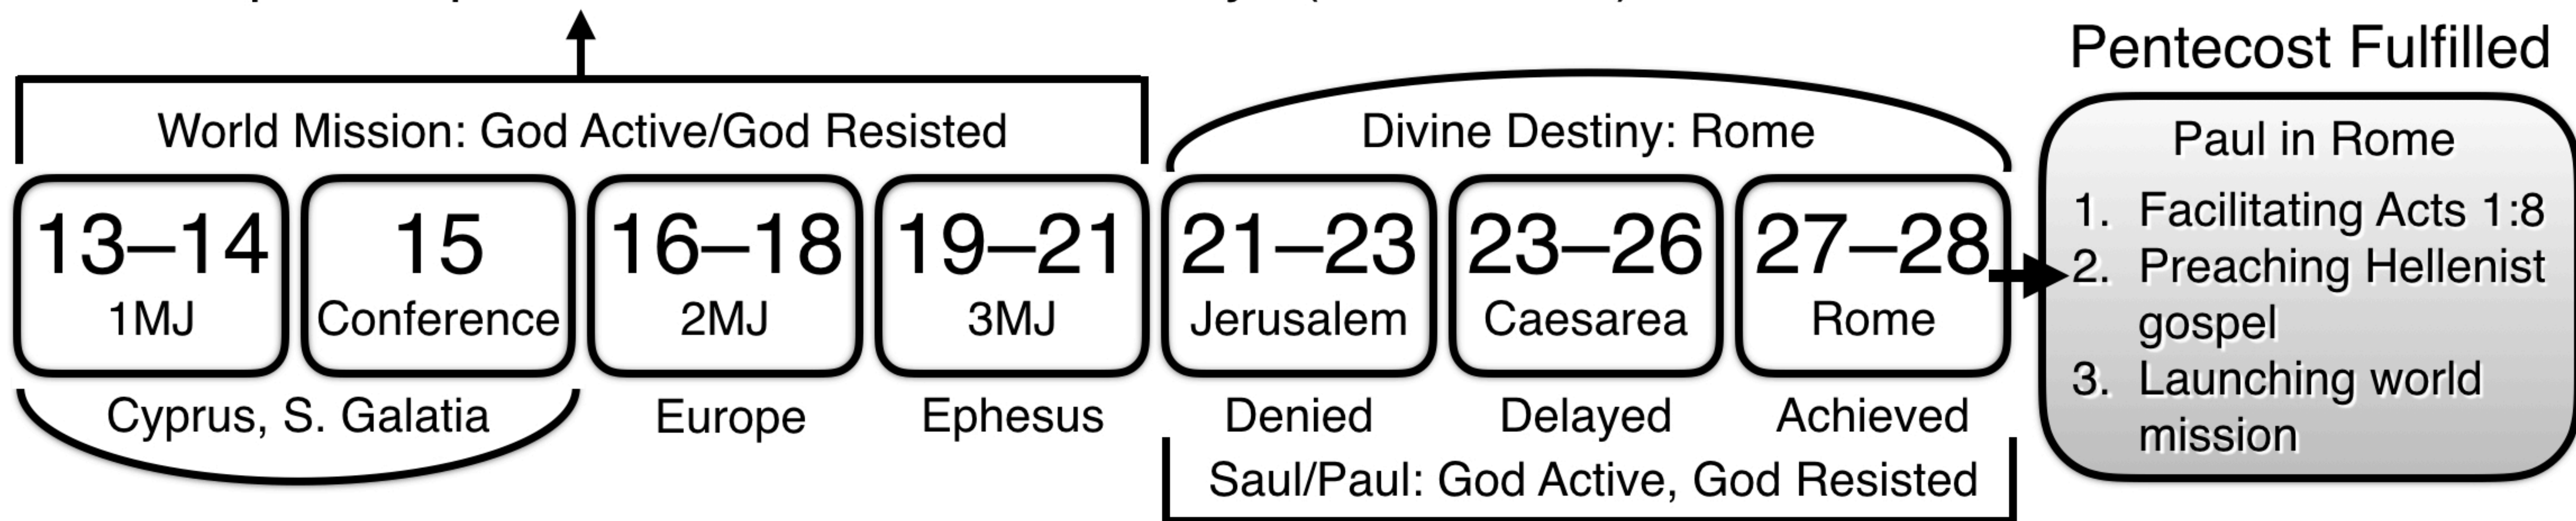 Pentecost Fulfilled
World Mission: God Active/God Resisted
Divine Destiny: Rome
13–14
1MJ
15
Conference
16–18
2MJ
19–21
3MJ
21–23
Jerusalem
23–26
Caesarea
27–28
Rome
Cyprus, S. Galatia
Europe
Ephesus
Denied
Delayed
Achieved
Saul/Paul: God Active, God Resisted
Paul in Rome
1. Facilitating Acts 1:8
2. Preaching Hellenist
gospel
3. Launching world
mission